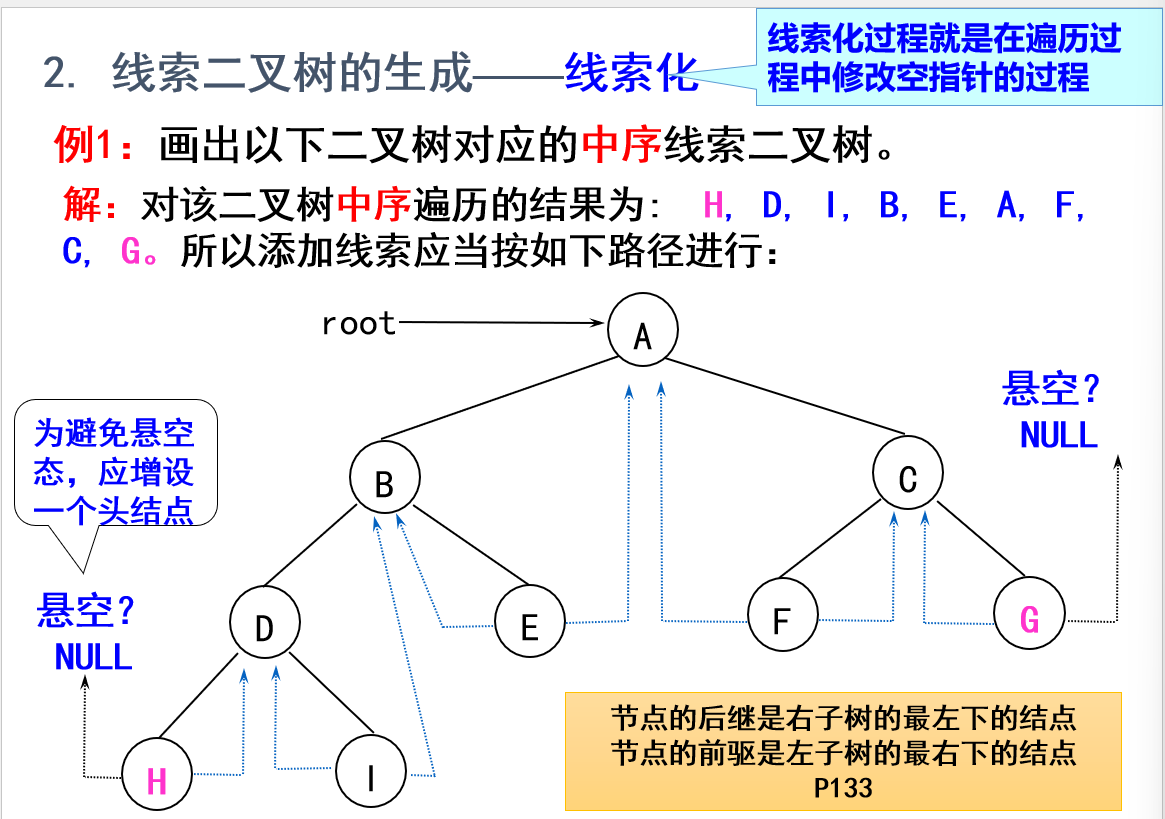 2. 线索二叉树的生成——线索化
线索化过程就是在遍历过
程中修改空指针的过程
例1：画出以下二叉树对应的中序线索二叉树。
解：对该二叉树中序遍历的结果为: H, D, I, B, E, A, F,
C, G。所以添加线索应当按如下路径进行：
root
A
悬空？
NULL
为避免悬空
态，应增设
一个头结点
B
C
悬空？
NULL
D
E
F
G
H
I
节点的后继是右子树的最左下的结点
节点的前驱是左子树的最右下的结点
P133